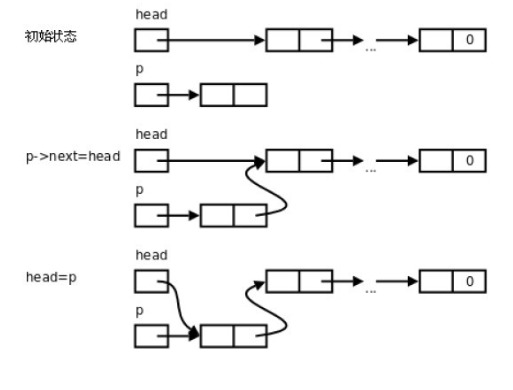 head
初始状态
...
0
p
head
p->next=head
...
0
p
head
head=p
...
0
p